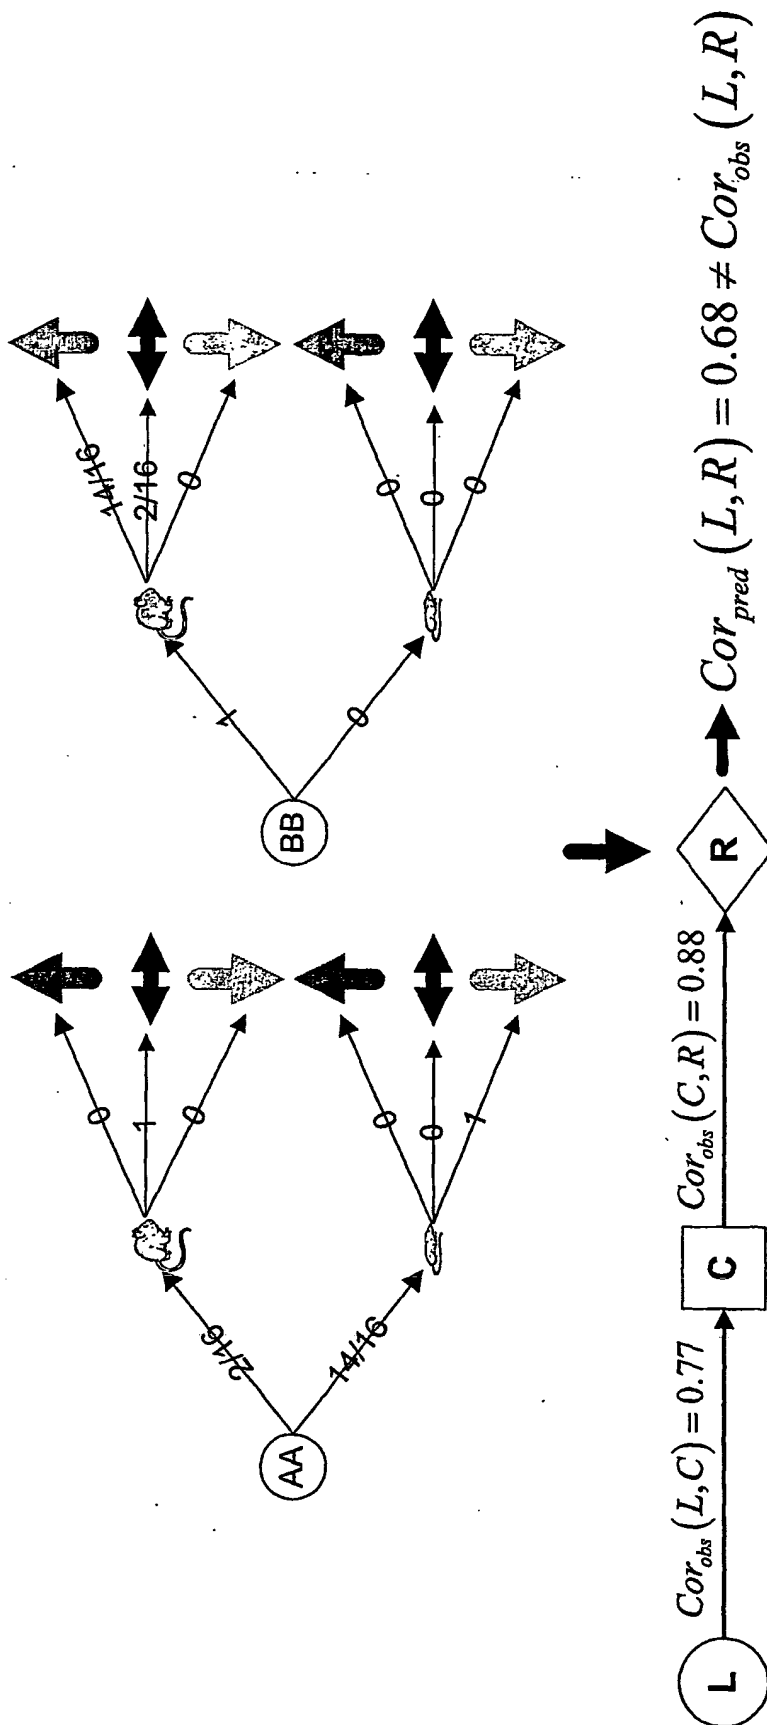 AA
2/16
14/16
0
1
0
0
0
1
BB
1
0
14/16
2/16
0
0
0
0
L
Cor_obs (L,C) = 0.77
C
Cor_obs (C,R) = 0.88
R
Cor_pred (L,R) = 0.68 ≠ Cor_obs (L,R)